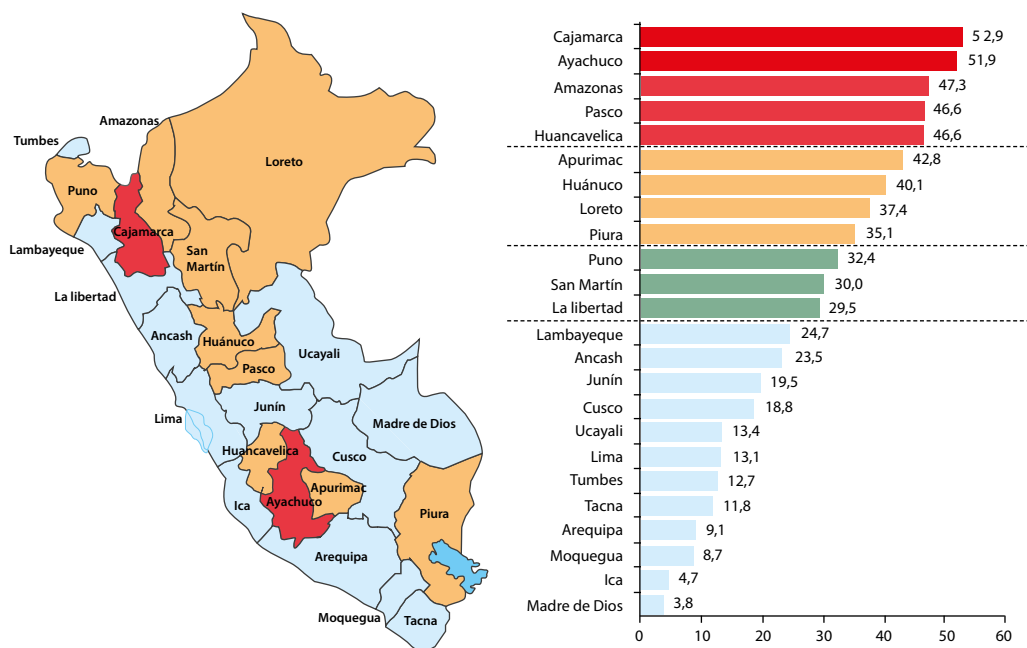 Tumbes
Amazonas
Loreto
Puno
Cajamarca
San
Martín
Lambayeque
La libertad
Ancash
Huánuco
Ucayali
Pasco
Lima
Junín
Madre de Dios
Huancavelica
Cusco
Apurimac
Ica
Ayachuco
Piura
Arequipa
Moquegua
Tacna
Cajamarca 5 2,9
Ayachuco 51,9
Amazonas 47,3
Pasco 46,6
Huancavelica 46,6
Apurimac 42,8
Huánuco 40,1
Loreto 37,4
Piura 35,1
Puno 32,4
San Martín 30,0
La libertad 29,5
Lambayeque 24,7
Ancash 23,5
Junín 19,5
Cusco 18,8
Ucayali 13,4
Lima 13,1
Tumbes 12,7
Tacna 11,8
Arequipa 9,1
Moquegua 8,7
Ica 4,7
Madre de Dios 3,8
0 10 20 30 40 50 60